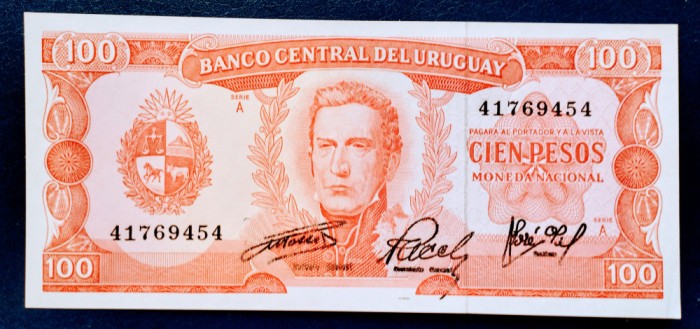 100
100
BANCO CENTRAL DEL URUGUAY
SERIE
A
41769454
PAGARA AL PORTADOR Y A LA VISTA
CIEN PESOS
MONEDA NACIONAL
SERIE
A
41769454
100
100